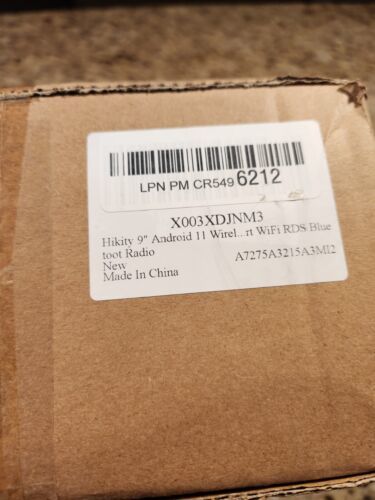 LPN PM CR549 6212
X003XDJNM3
Hikity 9" Android 11 Wirel...rt WiFi RDS Blue
toot Radio
New
A7275A3215A3MI2
Made In China